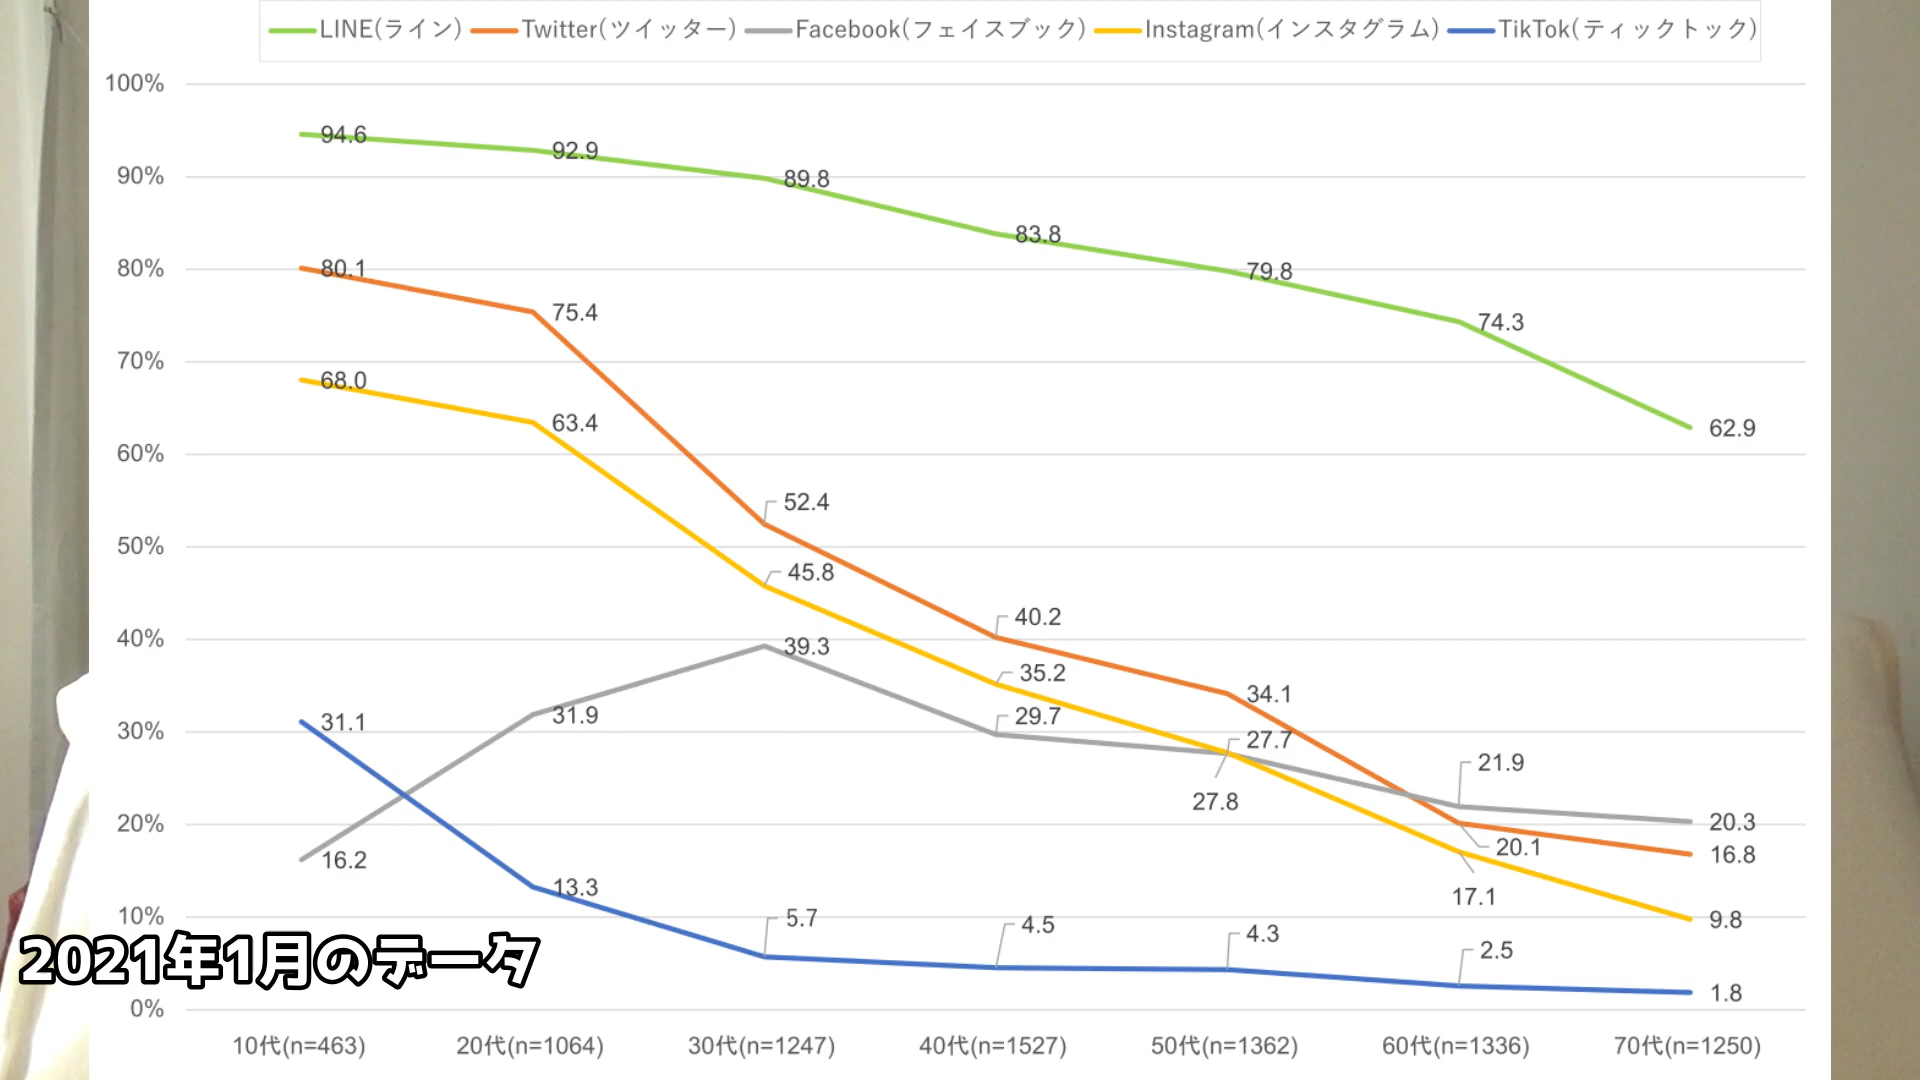 LINE(ライン) Twitter(ツイッター) Facebook(フェイスブック) Instagram(インスタグラム) TikTok(ティックトック)
100%
90%
80%
70%
60%
50%
40%
30%
20%
10%
0%
94.6 92.9 89.8 83.8 79.8 74.3 62.9
80.1 75.4 52.4 40.2 34.1 20.1 16.8
68.0 63.4 45.8 35.2 27.7 17.1 9.8
16.2 31.9 39.3 29.7 27.8 21.9 20.3
31.1 13.3 5.7 4.5 4.3 2.5 1.8
2021年1月のデータ
10代(n=463) 20代(n=1064) 30代(n=1247) 40代(n=1527) 50代(n=1362) 60代(n=1336) 70代(n=1250)